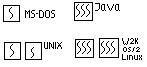 MS-DOS
Java
UNIX
W2K
OS/2
Linux